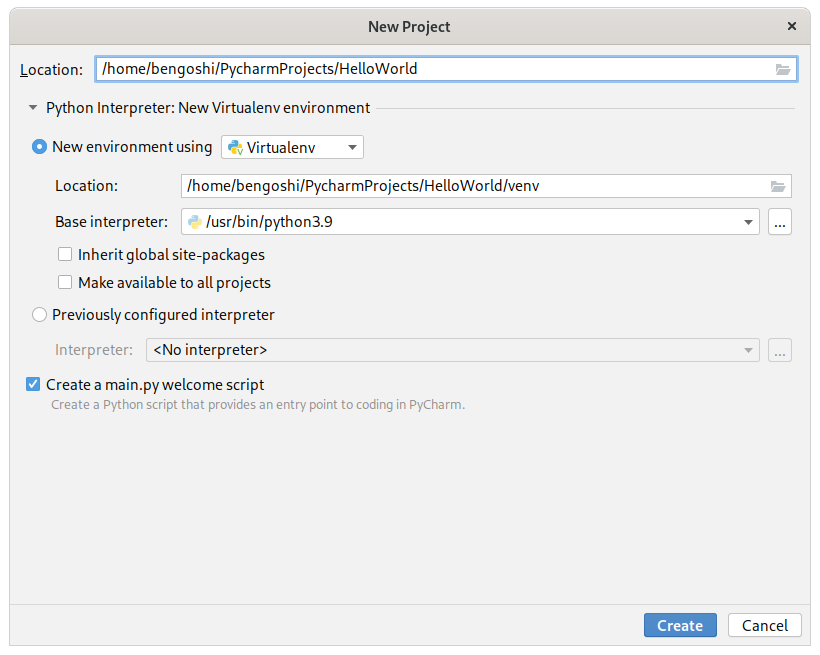 New Project
Location: /home/bengoshi/PycharmProjects/HelloWorld
Python Interpreter: New Virtualenv environment
New environment using Virtualenv
Location: /home/bengoshi/PycharmProjects/HelloWorld/venv
Base interpreter: /usr/bin/python3.9 ...
Inherit global site-packages
Make available to all projects
Previously configured interpreter
Interpreter: <No interpreter> ...
Create a main.py welcome script
Create a Python script that provides an entry point to coding in PyCharm.
Create Cancel